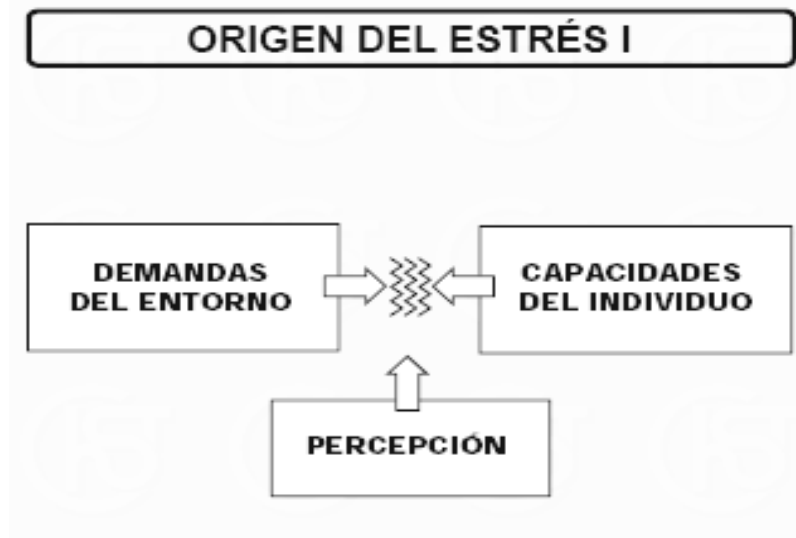 ORIGEN DEL ESTRÉS I
DEMANDAS
DEL ENTORNO
CAPACIDADES
DEL INDIVIDUO
PERCEPCIÓN